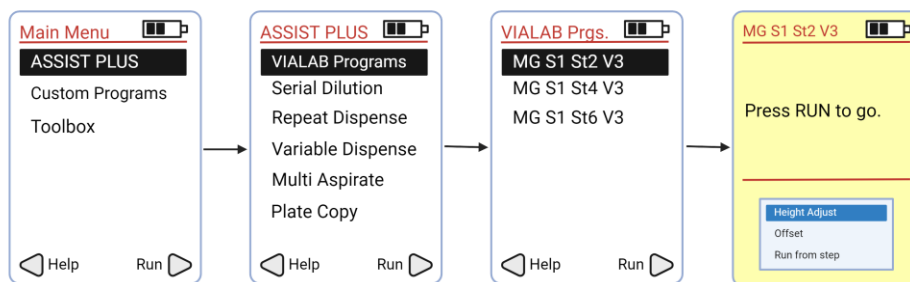 Main Menu
ASSIST PLUS
Custom Programs
Toolbox
Help
Run
ASSIST PLUS
VIALAB Programs
Serial Dilution
Repeat Dispense
Variable Dispense
Multi Aspirate
Plate Copy
Help
Run
VIALAB Prgs.
MG S1 St2 V3
MG S1 St4 V3
MG S1 St6 V3
Help
Run
MG S1 St2 V3
Press RUN to go.
Height Adjust
Offset
Run from step